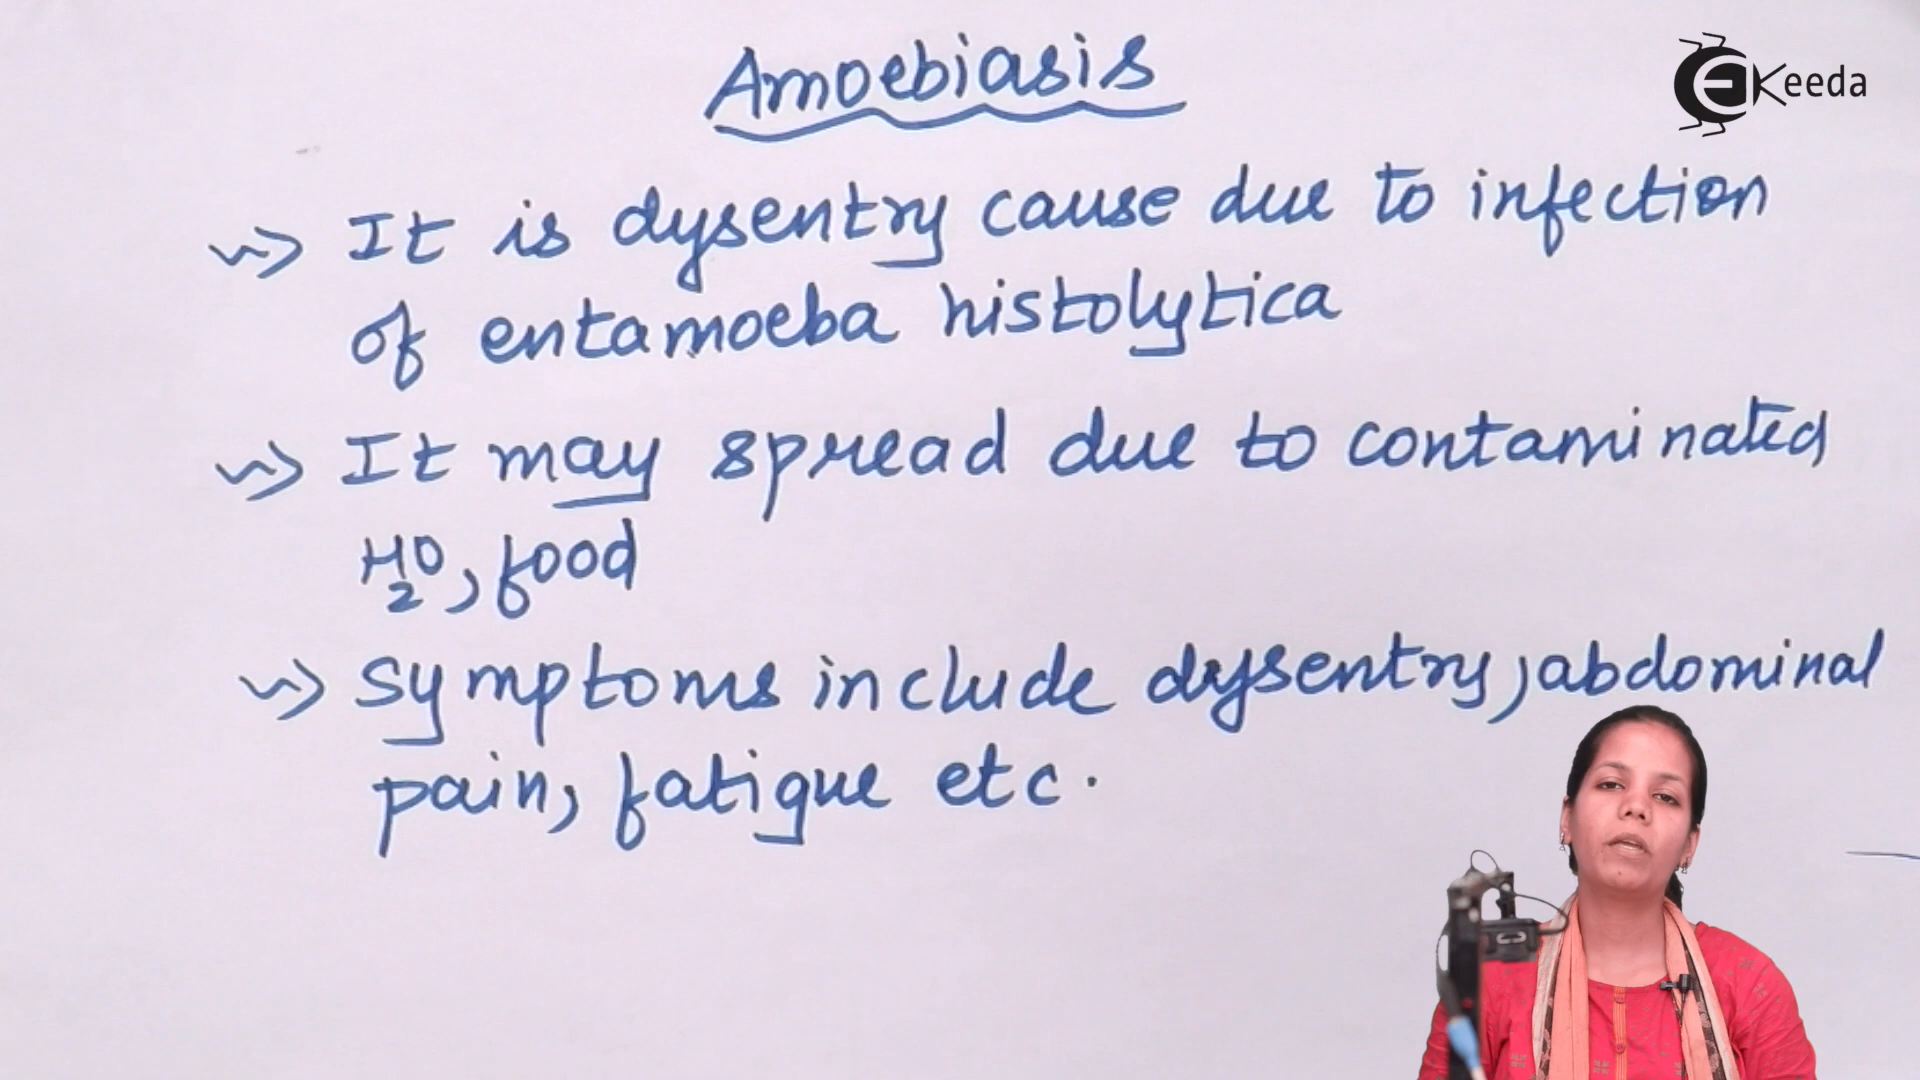 Amoebiasis
EKeeda
~> It is dysentry cause due to infection
of entamoeba histolytica
~> It may spread due to contaminated
H₂O, food
~> Symptoms include dysentry, abdominal
pain, fatigue etc.